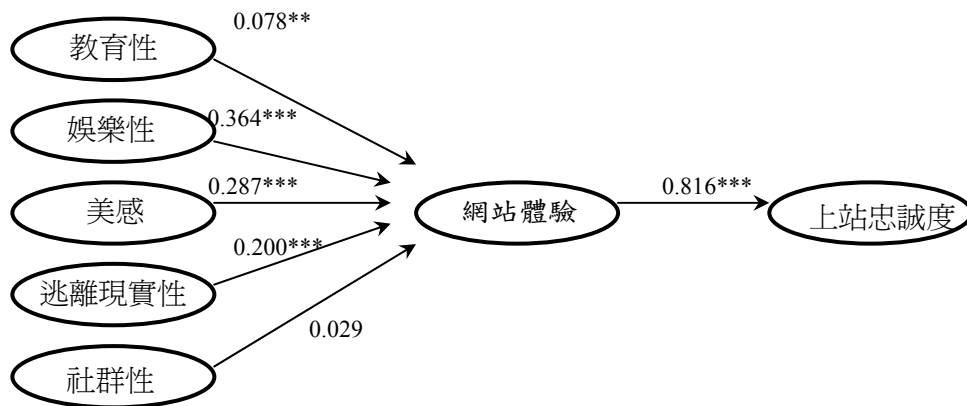 0.078**
教育性
娛樂性
0.364***
美感
0.287***
網站體驗
0.816***
上站忠誠度
0.200***
逃離現實性
0.029
社群性